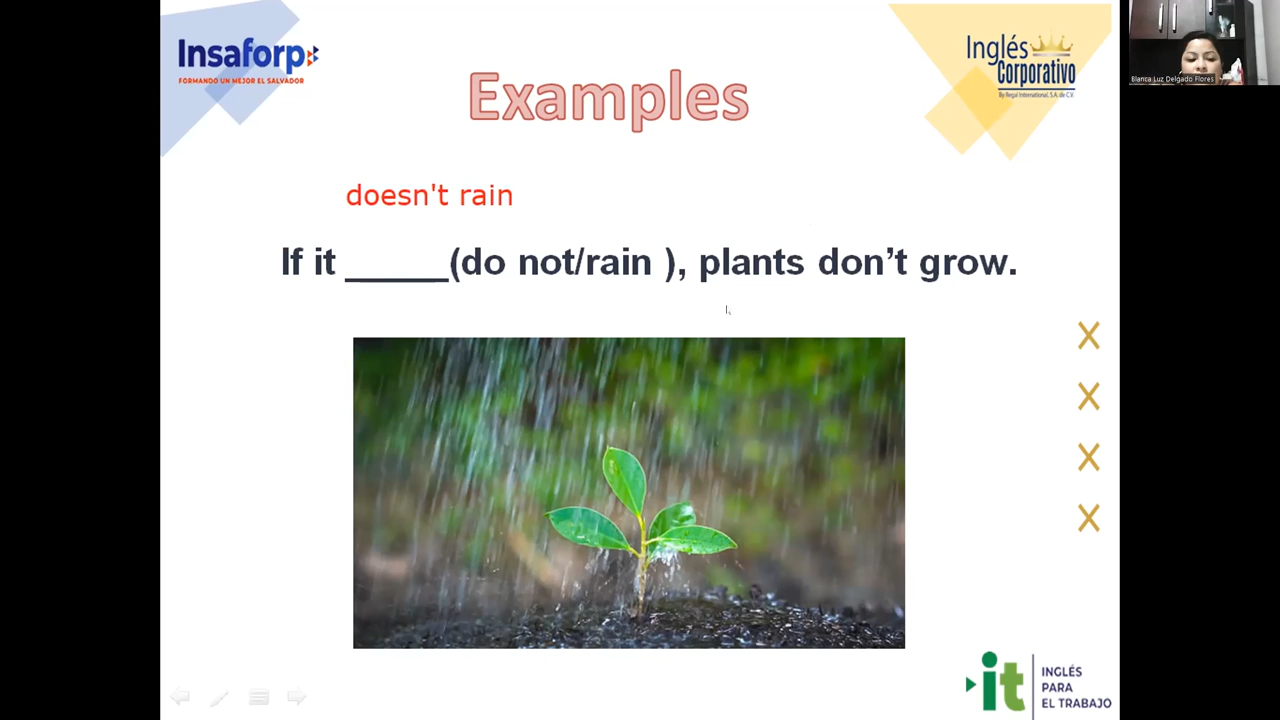 Insaforp
FORMANDO UN MEJOR EL SALVADOR
Inglés
Corporativo
By Regal International, S.A. de C.V.
Blanca Luz Delgado Flores
Examples
doesn't rain
If it _____(do not/rain ), plants don’t grow.
it
INGLÉS
PARA
EL TRABAJO